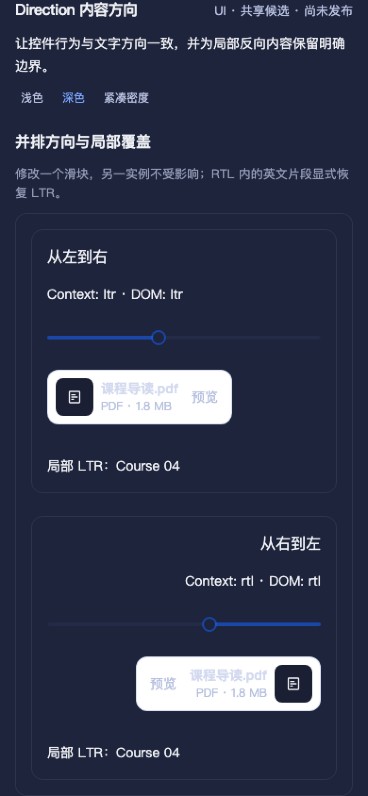 Direction 内容方向
UI · 共享候选 · 尚未发布
让控件行为与文字方向一致，并为局部反向内容保留明确
边界。
浅色 深色 紧凑密度
并排方向与局部覆盖
修改一个滑块，另一实例不受影响；RTL 内的英文片段显式恢
复 LTR。
从左到右
Context: ltr · DOM: ltr
课程导读.pdf
PDF · 1.8 MB
预览
局部 LTR：Course 04
从右到左
Context: rtl · DOM: rtl
预览
课程导读.pdf
PDF · 1.8 MB
局部 LTR：Course 04